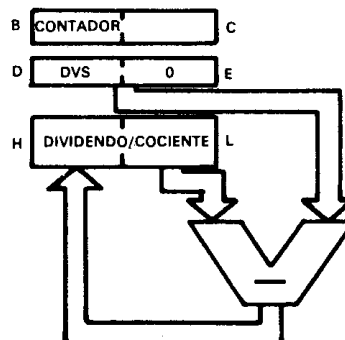 B CONTADOR C
D DVS 0 E
H DIVIDENDO/COCIENTE L
—